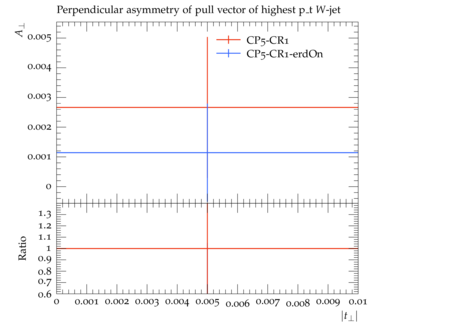 Perpendicular asymmetry of pull vector of highest p_t W-jet
A⊥
CP5-CR1
CP5-CR1-erdOn
0.005
0.004
0.003
0.002
0.001
0
Ratio
1.3
1.2
1.1
1
0.9
0.8
0.7
0.6
0 0.001 0.002 0.003 0.004 0.005 0.006 0.007 0.008 0.009 0.01
|t⊥|